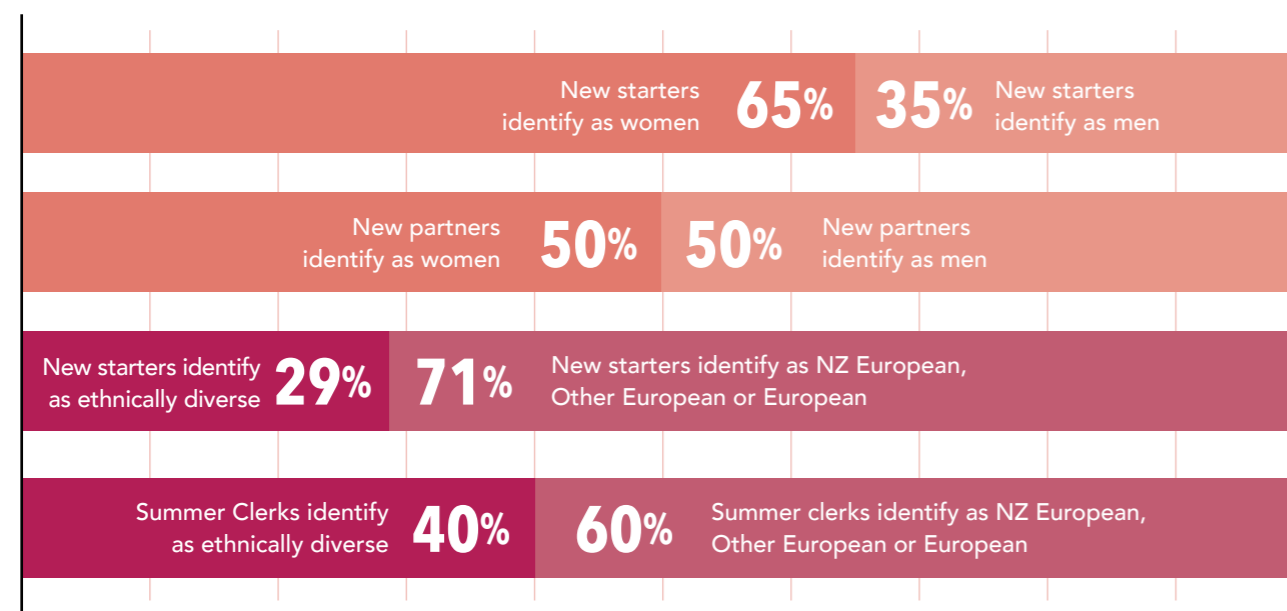 New starters
identify as women
65%
35%
New starters
identify as men
New partners
identify as women
50%
50%
New partners
identify as men
New starters identify
as ethnically diverse
29%
71%
New starters identify as NZ European,
Other European or European
Summer Clerks identify
as ethnically diverse
40%
60%
Summer clerks identify as NZ European,
Other European or European